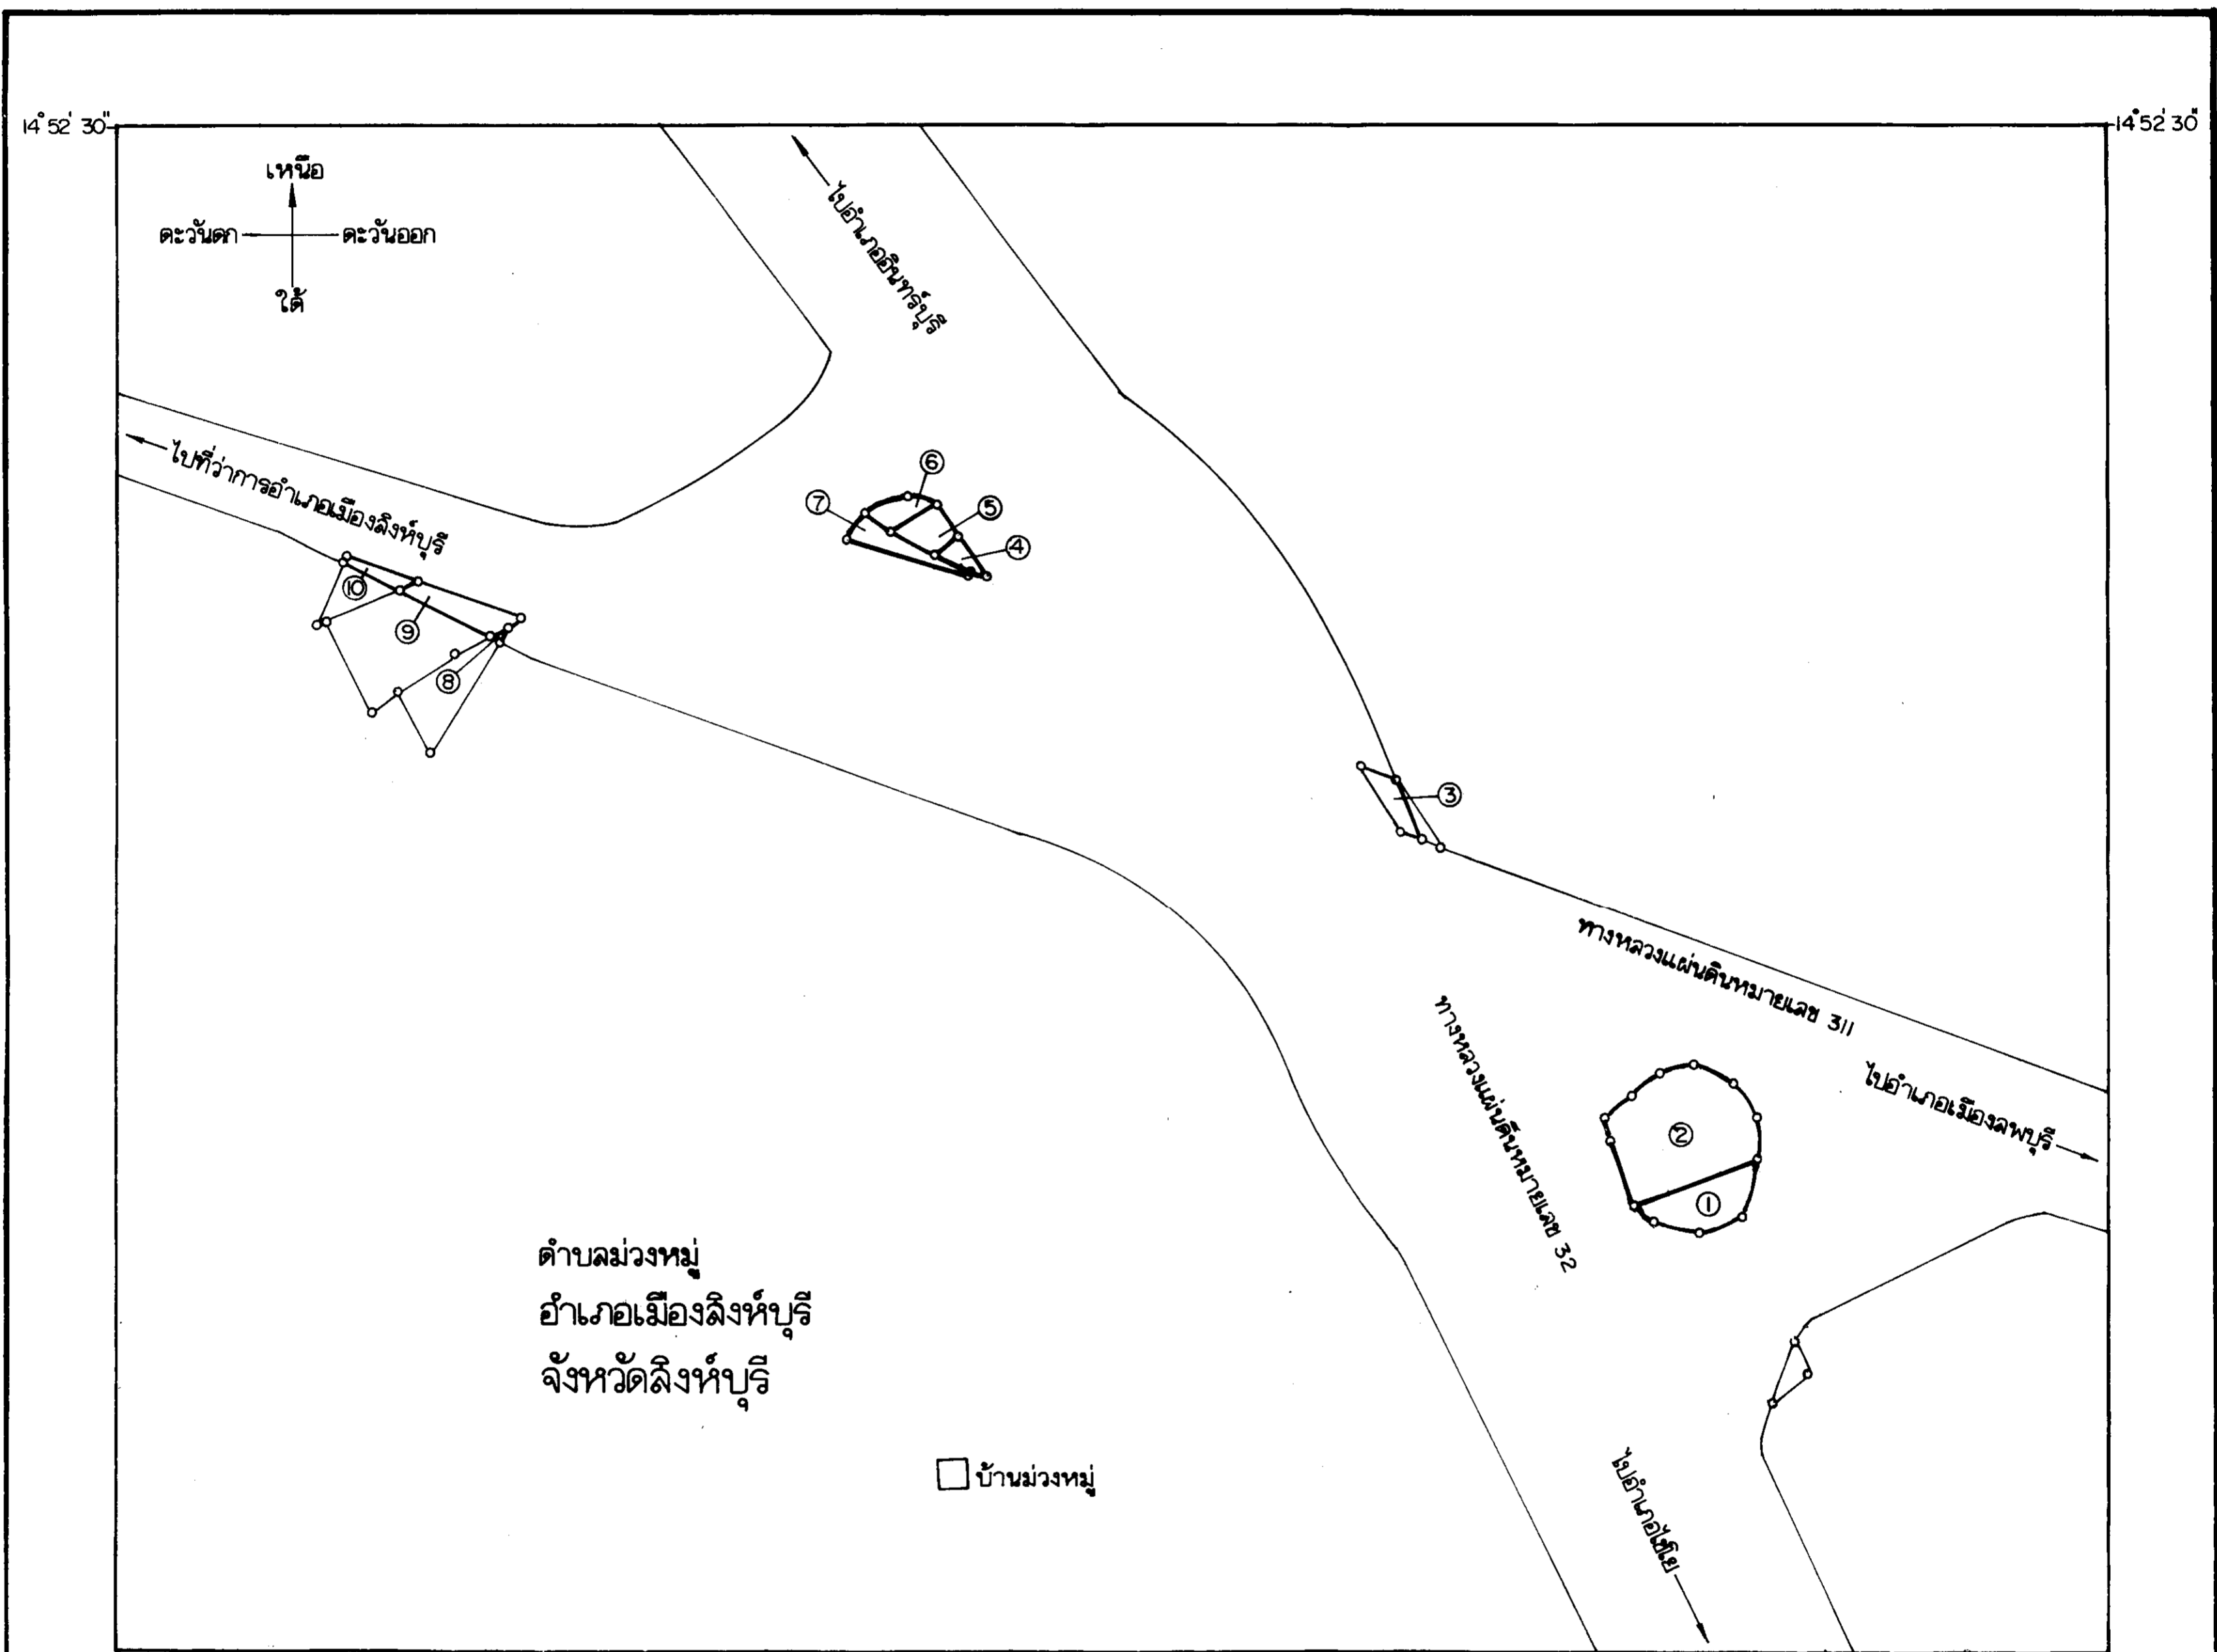 14°52′30″
14°52′30″
เหนือ
ตะวันตก
ตะวันออก
ใต้
ไปอำเภออินทร์บุรี
ไปที่ว่าการอำเภอเมืองสิงห์บุรี
⑥
⑦
⑤
④
⑩
⑨
⑧
③
ทางหลวงแผ่นดินหมายเลข 311
ทางหลวงแผ่นดินหมายเลข 32
ไปอำเภอเมืองลพบุรี
②
①
ตำบลม่วงหมู่
อำเภอเมืองสิงห์บุรี
จังหวัดสิงห์บุรี
บ้านม่วงหมู่
ไปอำเภอไชโย